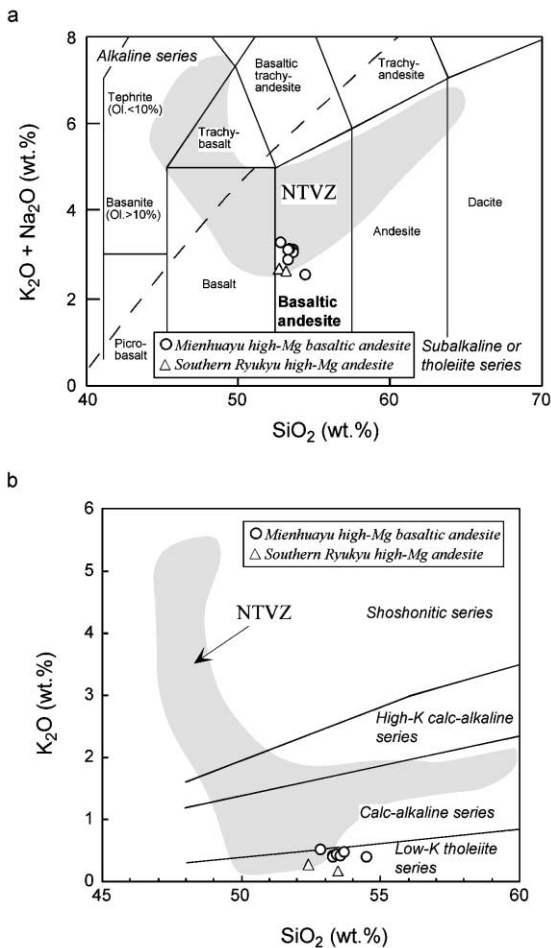 a
8
6
4
2
0
K₂O + Na₂O (wt.%)
Alkaline series
Tephrite
(Ol.<10%)
Basaltic
trachy-
andesite
Trachy-
andesite
Trachy-
basalt
Basanite
(Ol.>10%)
NTVZ
Dacite
Andesite
Basalt
Basaltic
andesite
Picro-
basalt
Mienhuayu high-Mg basaltic andesite
Southern Ryukyu high-Mg andesite
Subalkaline or
tholeiite series
40 50 60 70
SiO₂ (wt.%)
b
6
5
4
3
2
1
0
K₂O (wt.%)
Mienhuayu high-Mg basaltic andesite
Southern Ryukyu high-Mg andesite
NTVZ
Shoshonitic series
High-K calc-alkaline
series
Calc-alkaline series
Low-K tholeiite
series
45 50 55 60
SiO₂ (wt.%)